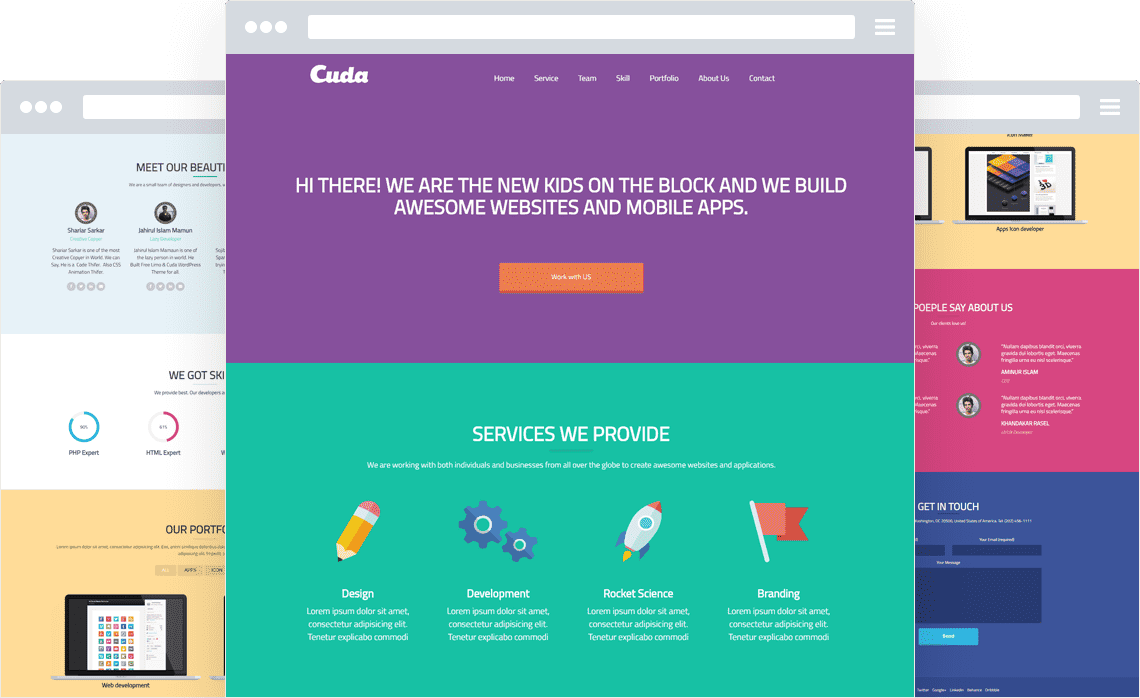 Cuda
Home Service Team Skill Portfolio About Us Contact
HI THERE! WE ARE THE NEW KIDS ON THE BLOCK AND WE BUILD
AWESOME WEBSITES AND MOBILE APPS.
Work with US
SERVICES WE PROVIDE
We are working with both individuals and businesses from all over the globe to create awesome websites and applications.
Design
Lorem ipsum dolor sit amet,
consectetur adipisicing elit.
Tenetur explicabo commodi
Development
Lorem ipsum dolor sit amet,
consectetur adipisicing elit.
Tenetur explicabo commodi
Rocket Science
Lorem ipsum dolor sit amet,
consectetur adipisicing elit.
Tenetur explicabo commodi
Branding
Lorem ipsum dolor sit amet,
consectetur adipisicing elit.
Tenetur explicabo commodi
MEET OUR BEAUTI
We are a small team of designers and developers,
Shariar Sarkar
Creative Copyer
Shariar Sarkar is one of the most
Creative Copyer in World. We can
Say. He is a Code Thifer. Also CSS
Animation Thifer.
Jahirul Islam Mamun
Lazy Developer
Jahirul Islam Mamaun is one of
the lazy person in world. He
Built Free Limo & Cuda WordPress
Theme for all.
WE GOT SKI
We provide best. Our developers
90%
PHP Expert
61%
HTML Expert
OUR PORTFO
APPS ICON
Web development
Apps Icon developer
POEPLE SAY ABOUT US
Our clients love us!
"Nullam dapibus blandit orci, viverra
gravida dui lobortis eget. Maecenas
fringilla urna eu nisl scelerisque."
AMINUR ISLAM
CEO
"Nullam dapibus blandit orci, viverra
gravida dui lobortis eget. Maecenas
fringilla urna eu nisl scelerisque."
KHANDAKAR RASEL
GET IN TOUCH
United States of America.
Your Email (required)
Your Message
Send
Twitter Google+ LinkedIn Behance Dribbble